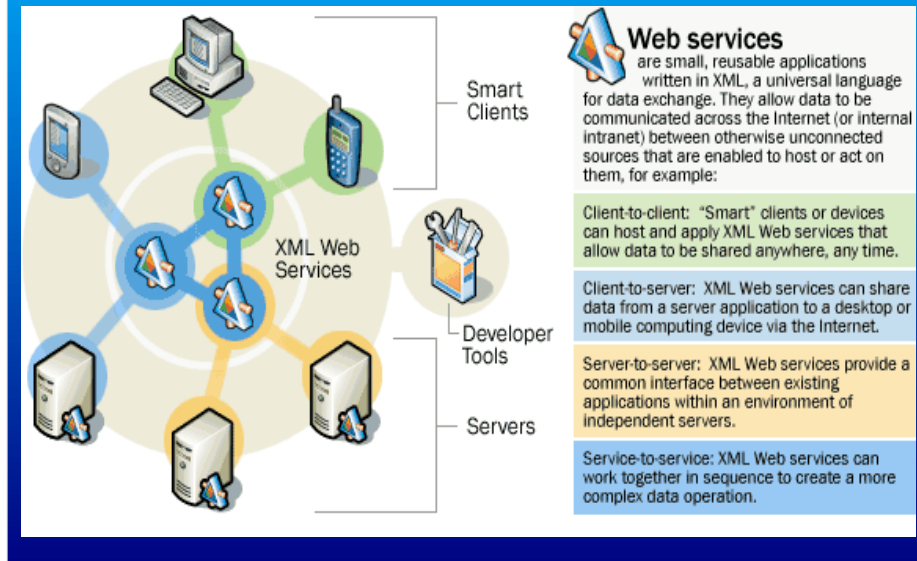 Smart
Clients
XML Web
Services
Developer
Tools
Servers
Web services
are small, reusable applications
written in XML, a universal language
for data exchange. They allow data to be
communicated across the Internet (or internal
intranet) between otherwise unconnected
sources that are enabled to host or act on
them, for example:
Client-to-client: “Smart” clients or devices
can host and apply XML Web services that
allow data to be shared anywhere, any time.
Client-to-server: XML Web services can share
data from a server application to a desktop or
mobile computing device via the Internet.
Server-to-server: XML Web services provide a
common interface between existing
applications within an environment of
independent servers.
Service-to-service: XML Web services can
work together in sequence to create a more
complex data operation.